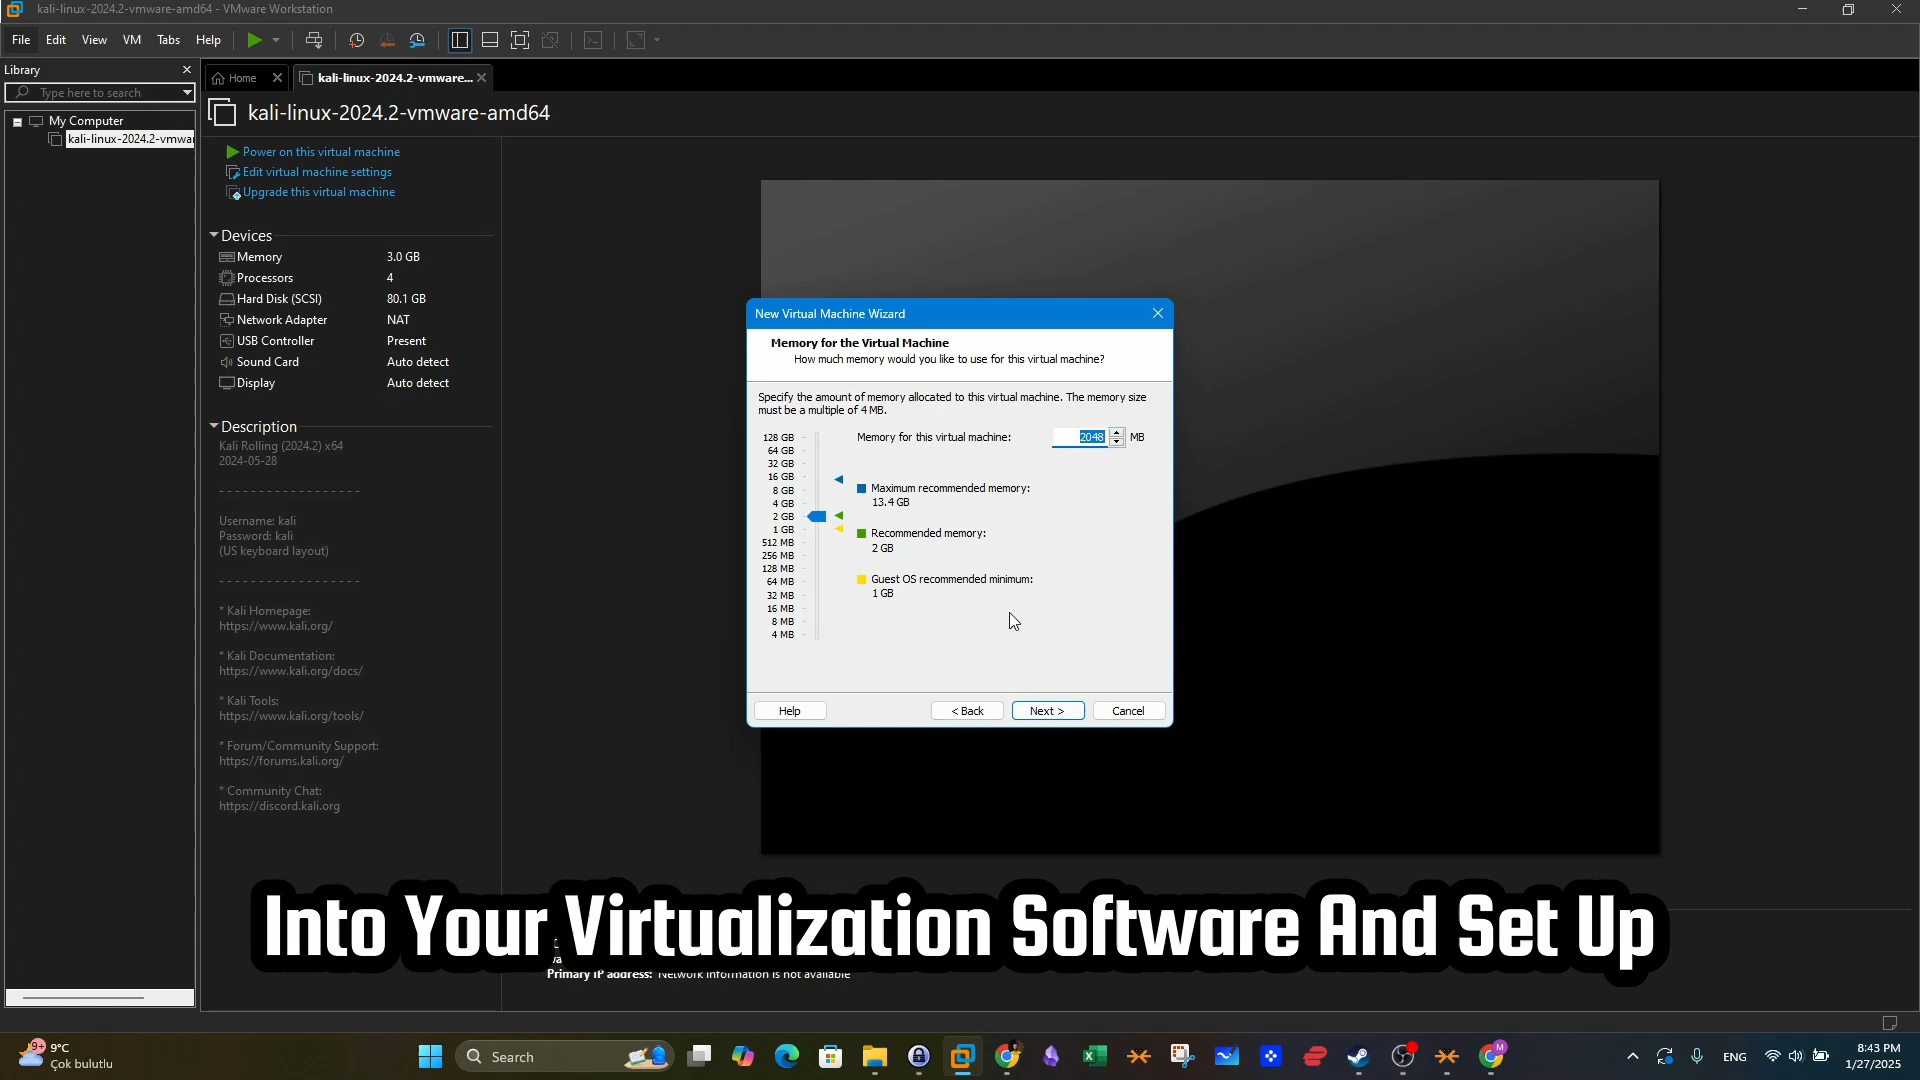 kali-linux-2024.2-vmware-amd64 - VMware Workstation
File Edit View VM Tabs Help
Library
Home
kali-linux-2024.2-vmware...
Type here to search
My Computer
kali-linux-2024.2-vmwar
kali-linux-2024.2-vmware-amd64
Power on this virtual machine
Edit virtual machine settings
Upgrade this virtual machine
Devices
Memory 3.0 GB
Processors 4
Hard Disk (SCSI) 80.1 GB
Network Adapter NAT
USB Controller Present
Sound Card Auto detect
Display Auto detect
Description
Kali Rolling (2024.2) x64
2024-05-28
- - - - - - - - - - - - - - - - - -
Username: kali
Password: kali
(US keyboard layout)
- - - - - - - - - - - - - - - - - -
* Kali Homepage:
https://www.kali.org/
* Kali Documentation:
https://www.kali.org/docs/
* Kali Tools:
https://www.kali.org/tools/
* Forum/Community Support:
https://forums.kali.org/
* Community Chat:
https://discord.kali.org
New Virtual Machine Wizard
Memory for the Virtual Machine
How much memory would you like to use for this virtual machine?
Specify the amount of memory allocated to this virtual machine. The memory size
must be a multiple of 4 MB.
Memory for this virtual machine: 2048 MB
128 GB
64 GB
32 GB
16 GB
8 GB
4 GB
2 GB
1 GB
512 MB
256 MB
128 MB
64 MB
32 MB
16 MB
8 MB
4 MB
Maximum recommended memory:
13.4 GB
Recommended memory:
2 GB
Guest OS recommended minimum:
1 GB
Help < Back Next > Cancel
Into Your Virtualization Software And Set Up
Primary IP address: Network information is not available
9+
9°C
Çok bulutlu
Search
M
ENG
8:43 PM
1/27/2025